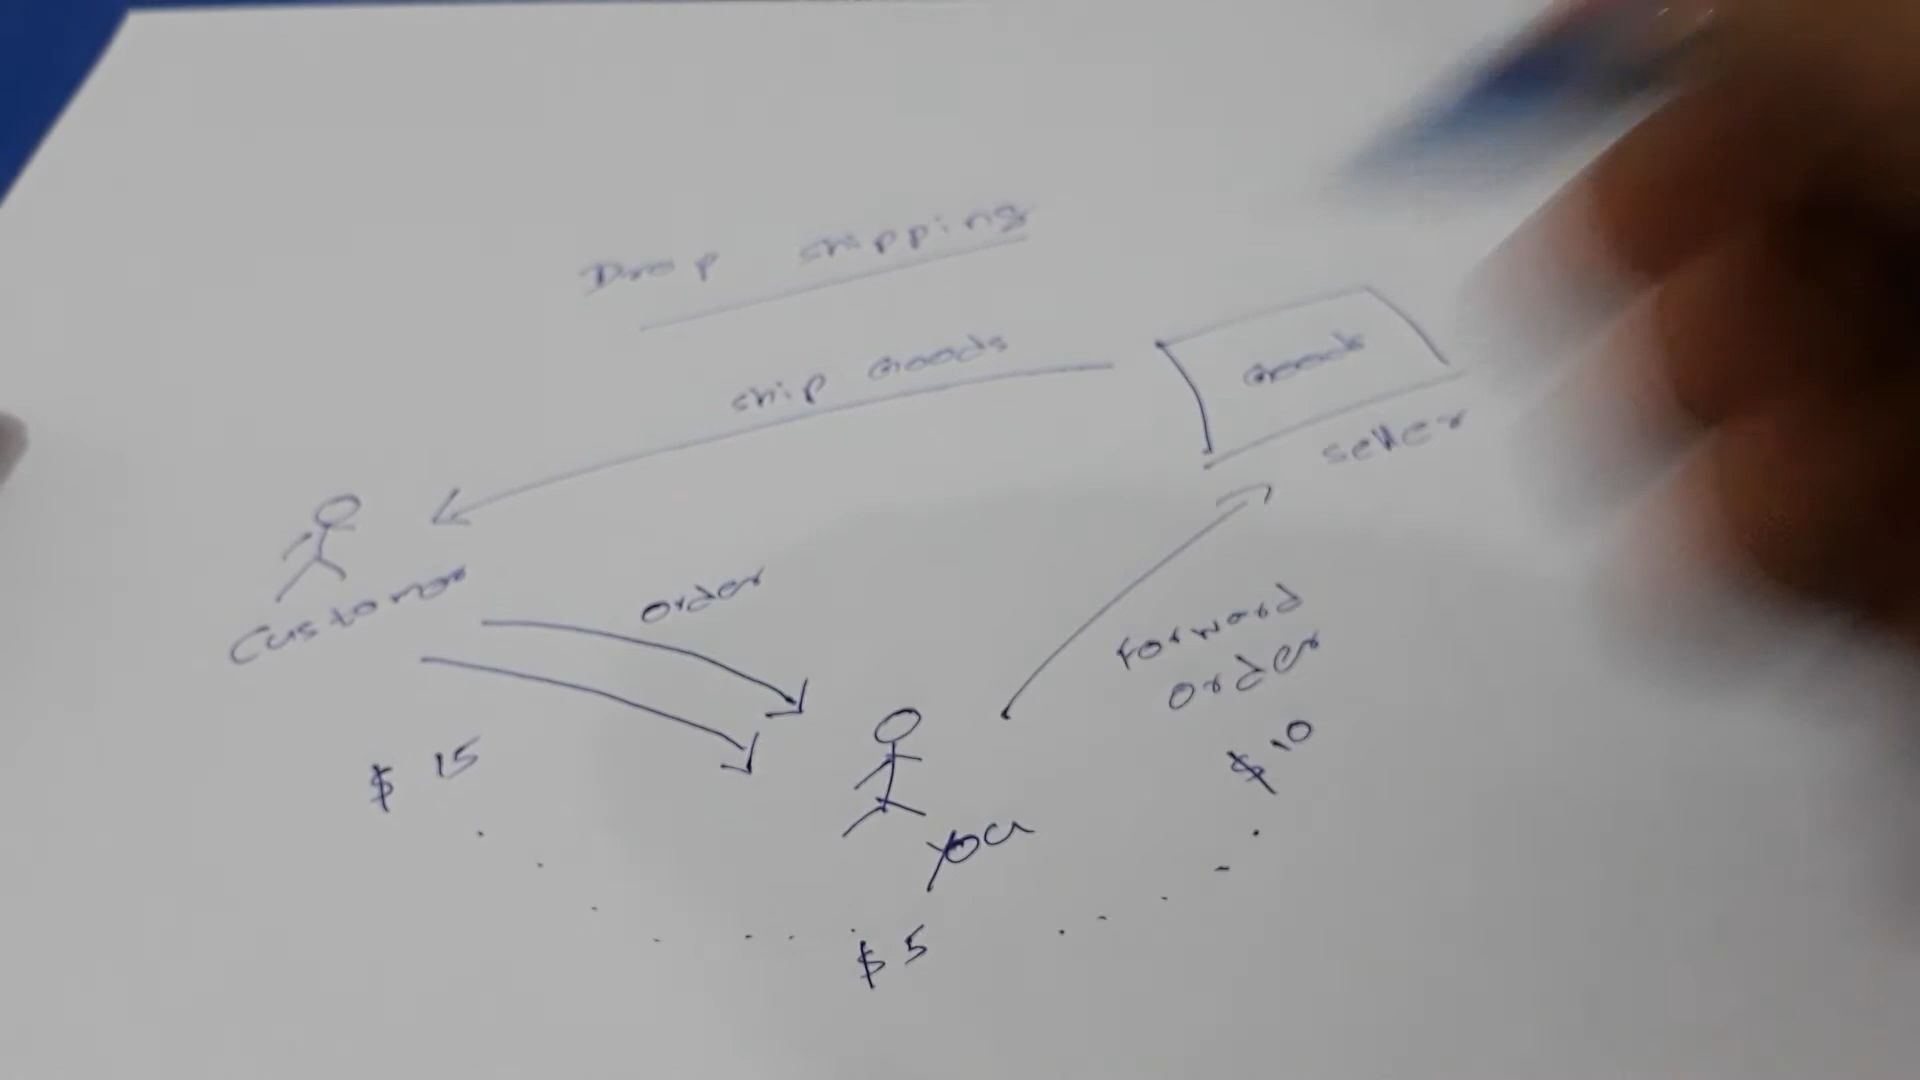 Drop shipping
ship Goods
Goods
seller
Customer
order
Forward
order
$ 15
$ 10
You
$ 5